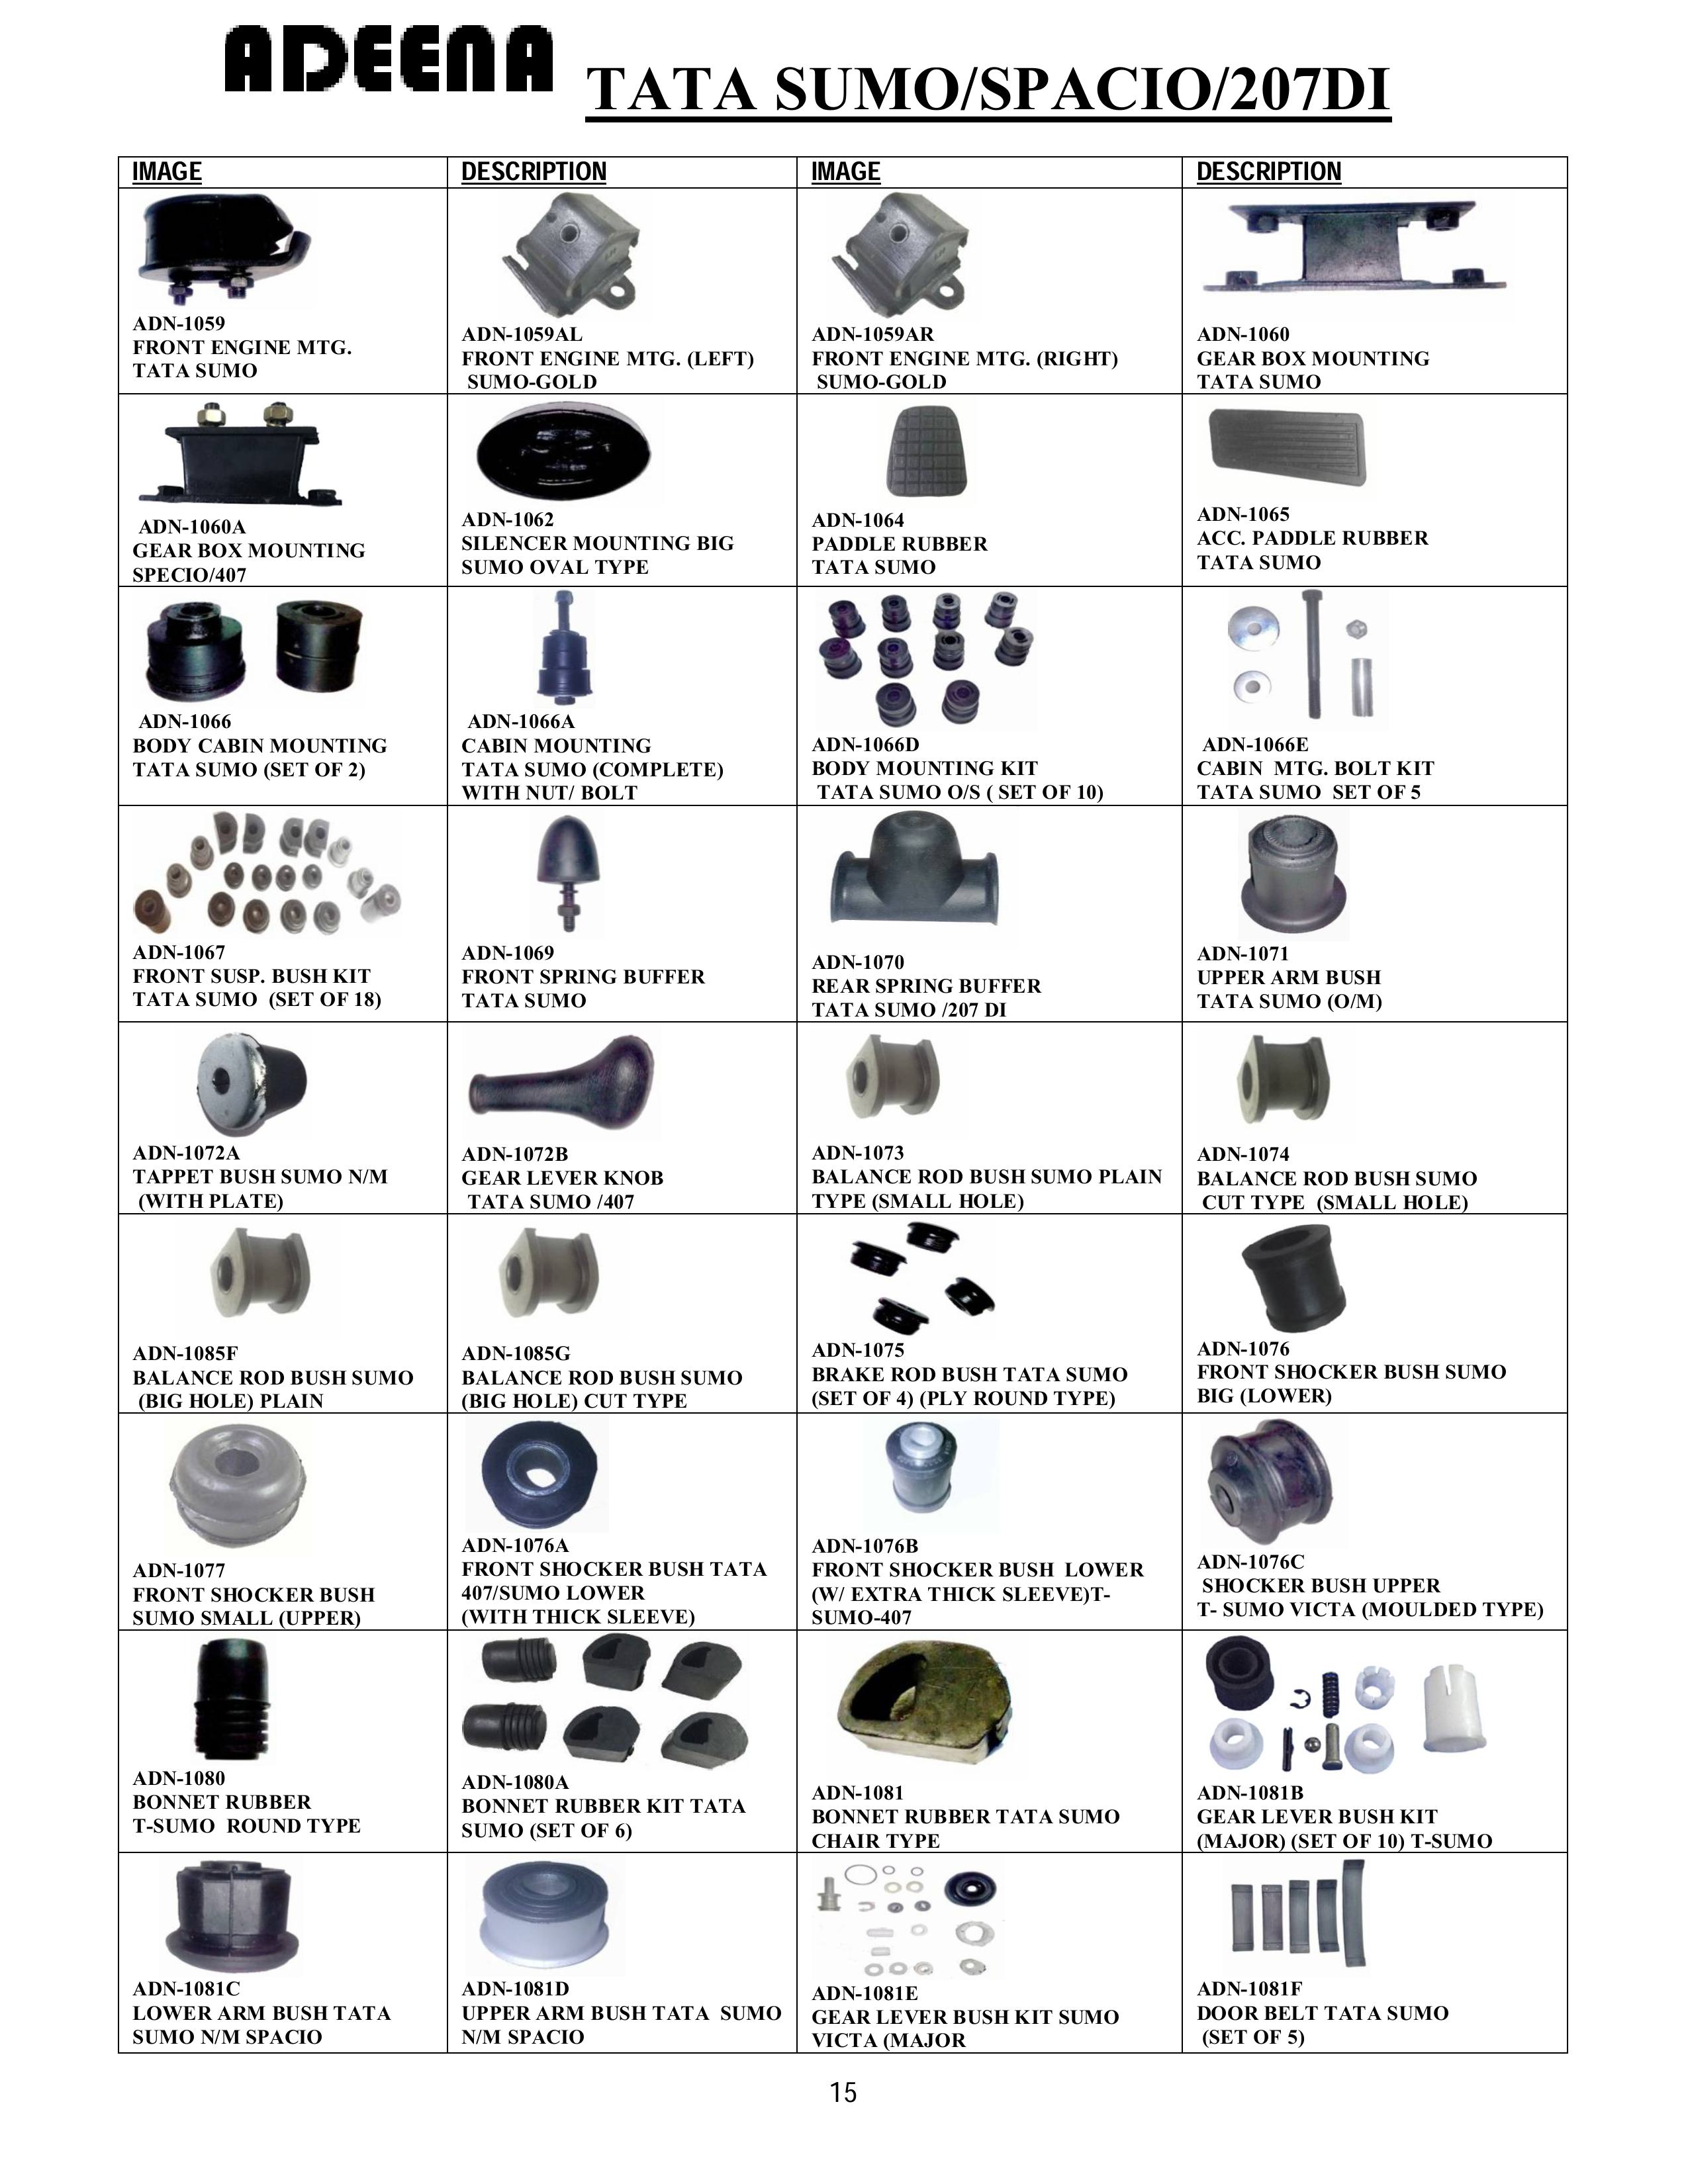 ADEENA
TATA SUMO/SPACIO/207DI
IMAGE
DESCRIPTION
IMAGE
DESCRIPTION
ADN-1059
FRONT ENGINE MTG.
TATA SUMO
ADN-1059AL
FRONT ENGINE MTG. (LEFT)
SUMO-GOLD
ADN-1059AR
FRONT ENGINE MTG. (RIGHT)
SUMO-GOLD
ADN-1060
GEAR BOX MOUNTING
TATA SUMO
ADN-1060A
GEAR BOX MOUNTING
SPECIO/407
ADN-1062
SILENCER MOUNTING BIG
SUMO OVAL TYPE
ADN-1064
PADDLE RUBBER
TATA SUMO
ADN-1065
ACC. PADDLE RUBBER
TATA SUMO
ADN-1066
BODY CABIN MOUNTING
TATA SUMO (SET OF 2)
ADN-1066A
CABIN MOUNTING
TATA SUMO (COMPLETE)
WITH NUT/ BOLT
ADN-1066D
BODY MOUNTING KIT
TATA SUMO O/S ( SET OF 10)
ADN-1066E
CABIN  MTG. BOLT KIT
TATA SUMO  SET OF 5
ADN-1067
FRONT SUSP. BUSH KIT
TATA SUMO  (SET OF 18)
ADN-1069
FRONT SPRING BUFFER
TATA SUMO
ADN-1070
REAR SPRING BUFFER
TATA SUMO /207 DI
ADN-1071
UPPER ARM BUSH
TATA SUMO (O/M)
ADN-1072A
TAPPET BUSH SUMO N/M
(WITH PLATE)
ADN-1072B
GEAR LEVER KNOB
TATA SUMO /407
ADN-1073
BALANCE ROD BUSH SUMO PLAIN
TYPE (SMALL HOLE)
ADN-1074
BALANCE ROD BUSH SUMO
CUT TYPE  (SMALL HOLE)
ADN-1085F
BALANCE ROD BUSH SUMO
(BIG HOLE) PLAIN
ADN-1085G
BALANCE ROD BUSH SUMO
(BIG HOLE) CUT TYPE
ADN-1075
BRAKE ROD BUSH TATA SUMO
(SET OF 4) (PLY ROUND TYPE)
ADN-1076
FRONT SHOCKER BUSH SUMO
BIG (LOWER)
ADN-1077
FRONT SHOCKER BUSH
SUMO SMALL (UPPER)
ADN-1076A
FRONT SHOCKER BUSH TATA
407/SUMO LOWER
(WITH THICK SLEEVE)
ADN-1076B
FRONT SHOCKER BUSH  LOWER
(W/ EXTRA THICK SLEEVE)T-
SUMO-407
ADN-1076C
SHOCKER BUSH UPPER
T- SUMO VICTA (MOULDED TYPE)
ADN-1080
BONNET RUBBER
T-SUMO  ROUND TYPE
ADN-1080A
BONNET RUBBER KIT TATA
SUMO (SET OF 6)
ADN-1081
BONNET RUBBER TATA SUMO
CHAIR TYPE
ADN-1081B
GEAR LEVER BUSH KIT
(MAJOR) (SET OF 10) T-SUMO
ADN-1081C
LOWER ARM BUSH TATA
SUMO N/M SPACIO
ADN-1081D
UPPER ARM BUSH TATA  SUMO
N/M SPACIO
ADN-1081E
GEAR LEVER BUSH KIT SUMO
VICTA (MAJOR
ADN-1081F
DOOR BELT TATA SUMO
(SET OF 5)
15